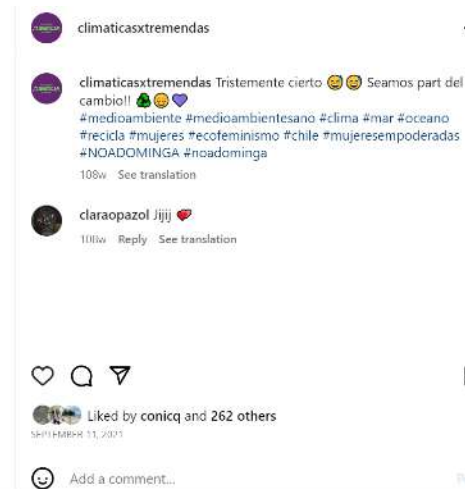 climaticasxtremendas
climaticasxtremendas Tristemente cierto 😅😅 Seamos part del
cambio!! ♻️😊💜
#medioambiente #medioambientesano #clima #mar #oceano
#recicla #mujeres #ecofeminismo #chile #mujeresempoderadas
#NOADOMINGA #noadominga
108w See translation
claraopazol Jijij 💝
108w Reply See translation
Liked by conicq and 262 others
SEPTEMBER 11, 2021
Add a comment...